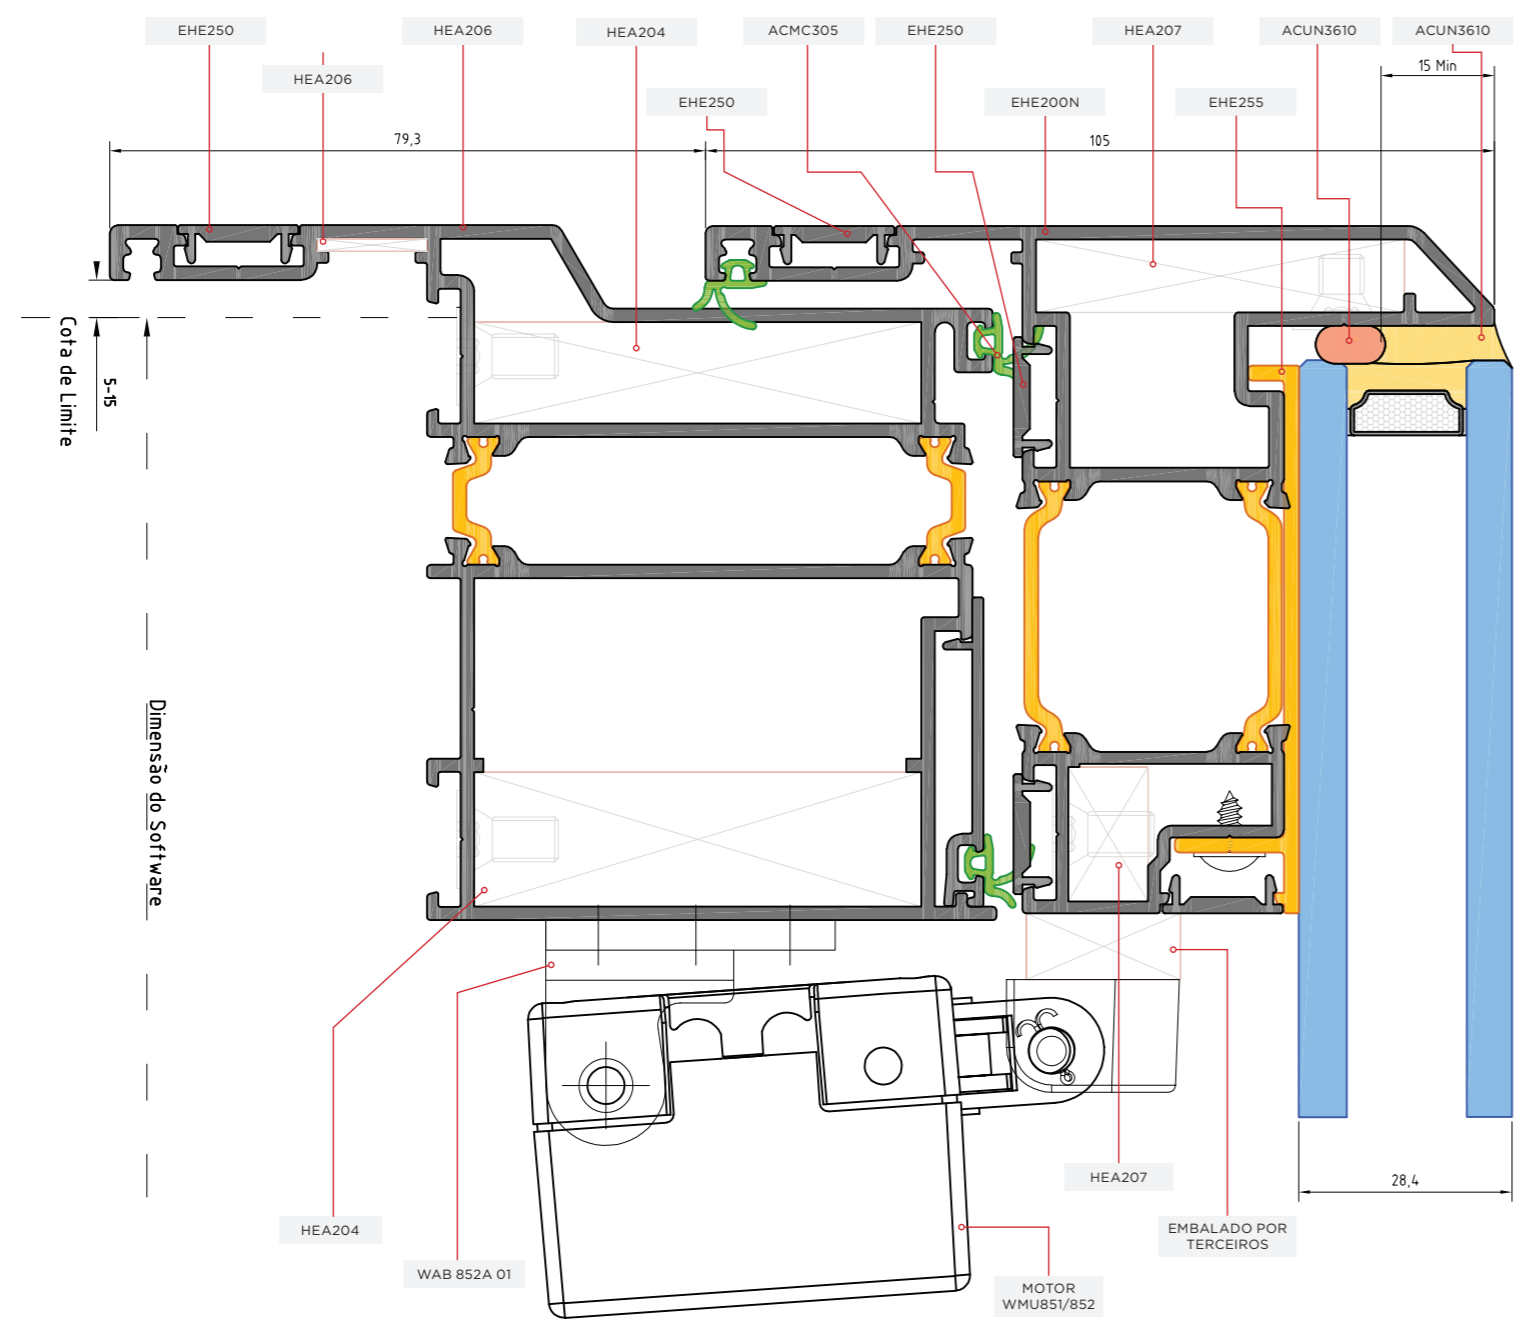 EHE250
HEA206
HEA204
ACMC305
EHE250
HEA207
ACUN3610
ACUN3610
HEA206
15 Min
EHE250
EHE200N
EHE255
79,3
105
5-15
Cota de Limite
Dimensão do Software
28,4
HEA207
HEA204
EMBALADO POR
TERCEIROS
WAB 852A 01
MOTOR
WMU851/852